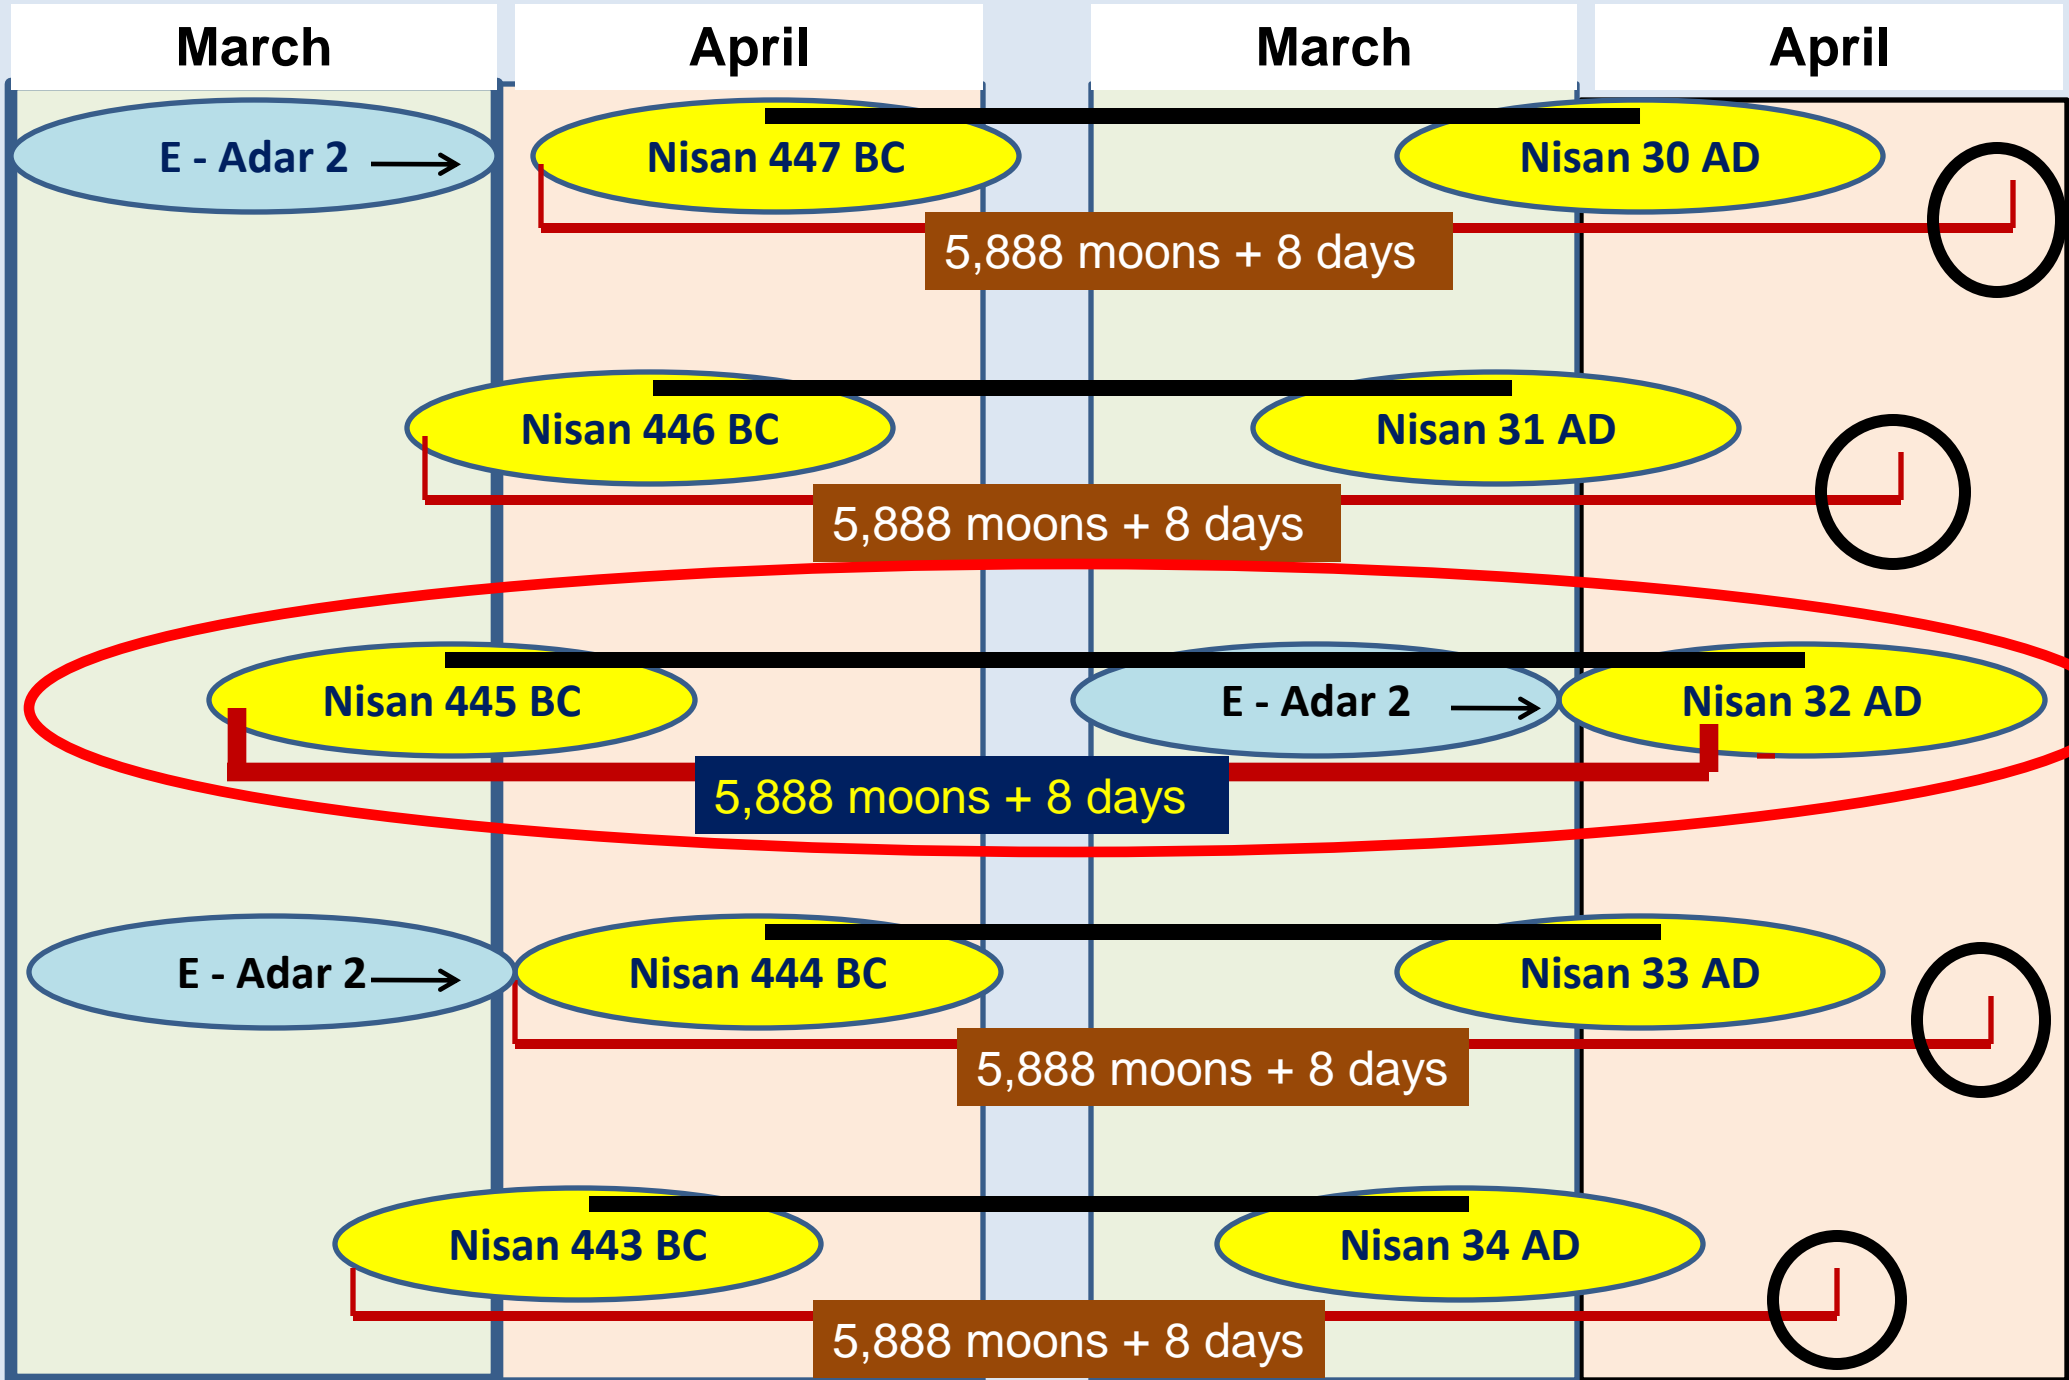 March
April
March
April
E - Adar 2
Nisan 447 BC
Nisan 30 AD
5,888 moons + 8 days
Nisan 446 BC
Nisan 31 AD
5,888 moons + 8 days
Nisan 445 BC
E - Adar 2
Nisan 32 AD
5,888 moons + 8 days
E - Adar 2
Nisan 444 BC
Nisan 33 AD
5,888 moons + 8 days
Nisan 443 BC
Nisan 34 AD
5,888 moons + 8 days